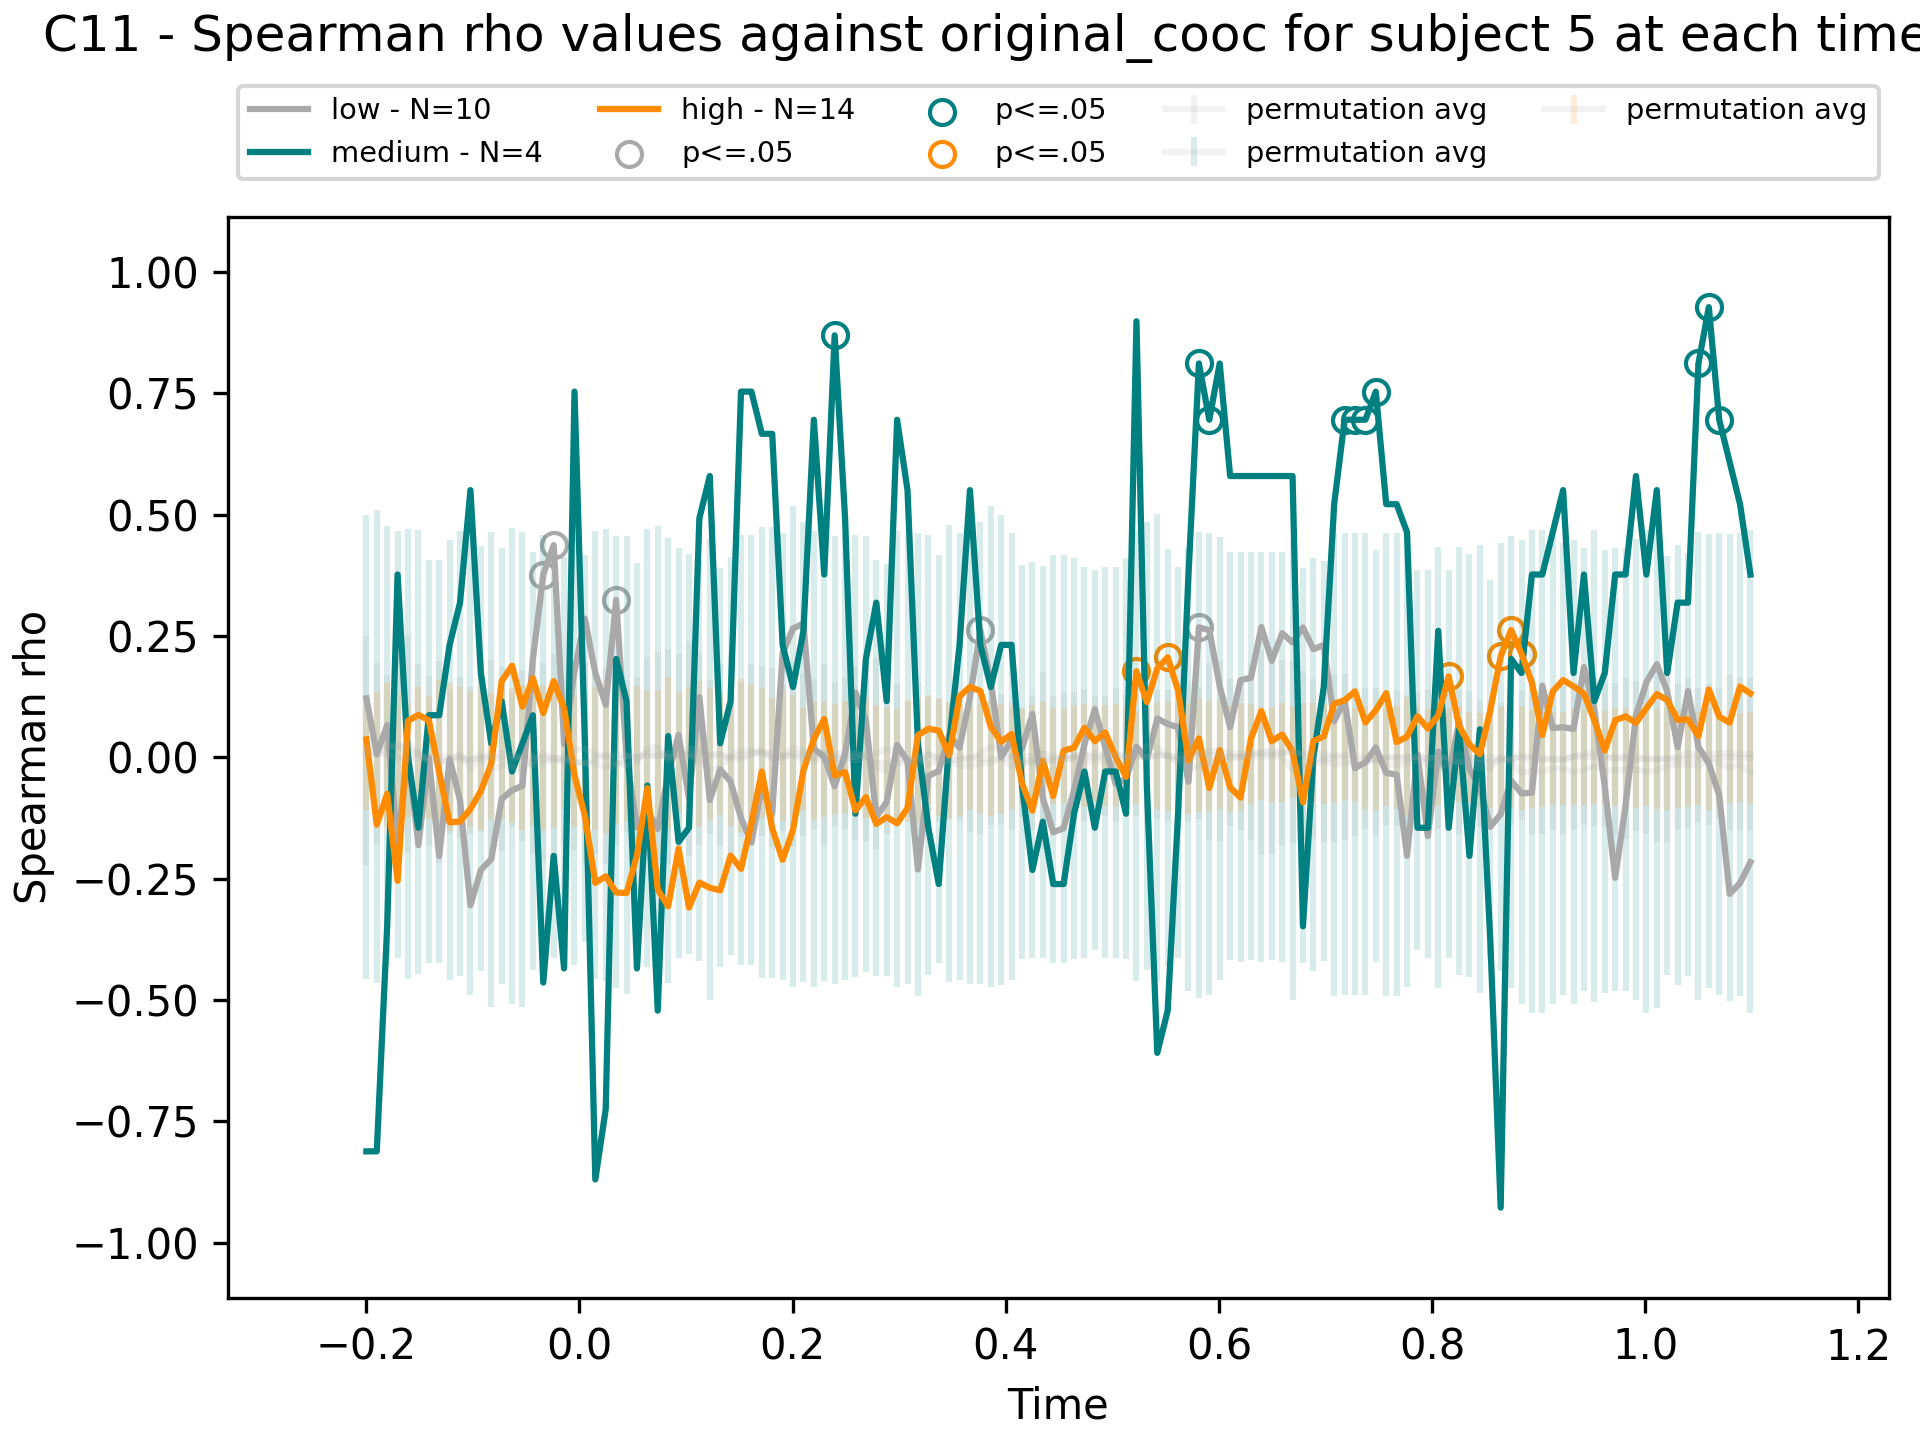 C11 - Spearman rho values against original_cooc for subject 5 at each time
low - N=10
medium - N=4
high - N=14
p<=.05
p<=.05
p<=.05
permutation avg
permutation avg
permutation avg
1.00
0.75
0.50
0.25
0.00
−0.25
−0.50
−0.75
−1.00
Spearman rho
−0.2 0.0 0.2 0.4 0.6 0.8 1.0 1.2
Time